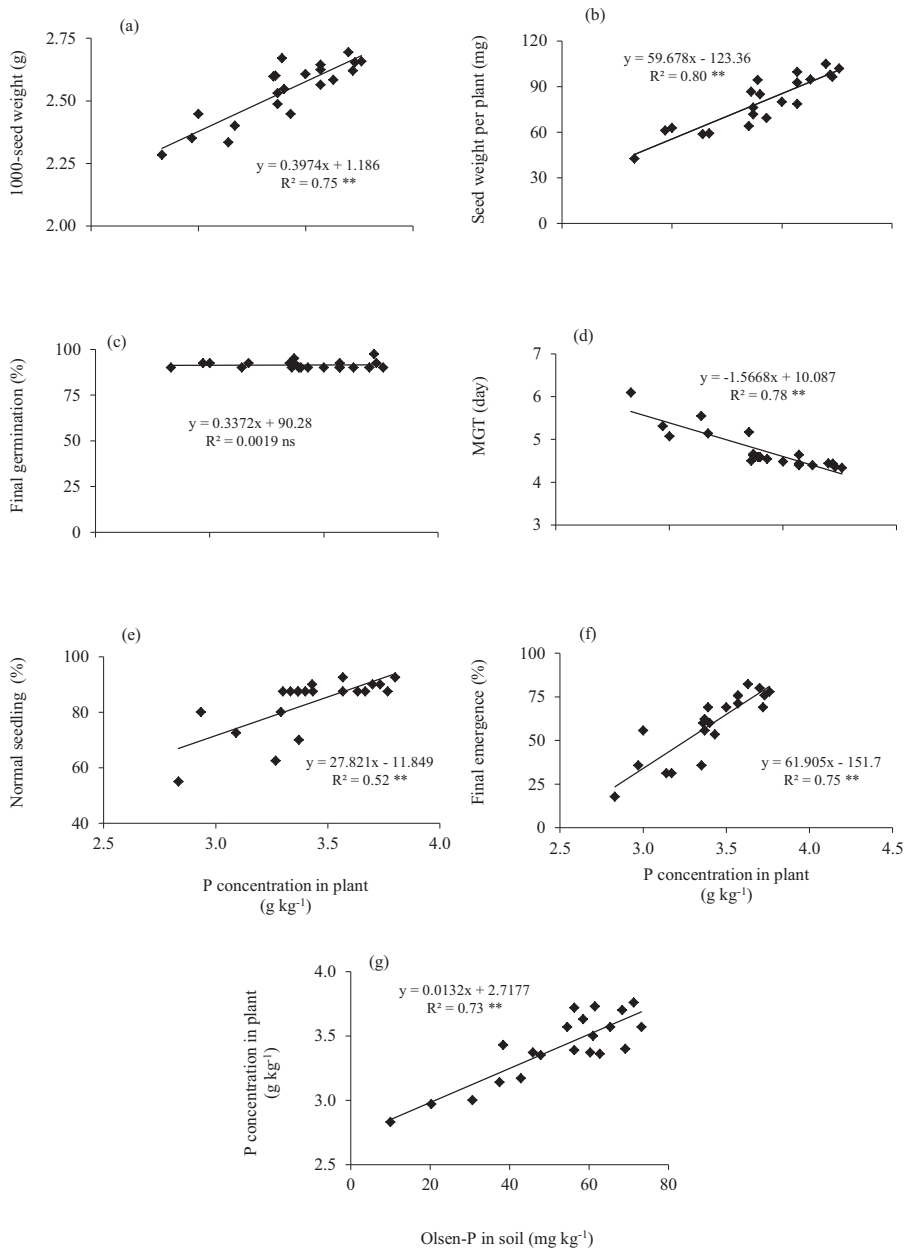 (a)
1000-seed weight (g)
2.75
2.50
2.25
2.00
y = 0.3974x + 1.186
R² = 0.75 **
(b)
Seed weight per plant (mg)
120
90
60
30
0
y = 59.678x - 123.36
R² = 0.80 **
(c)
Final germination (%)
100
75
50
25
0
y = 0.3372x + 90.28
R² = 0.0019 ns
(d)
MGT (day)
7
6
5
4
3
y = -1.5668x + 10.087
R² = 0.78 **
(e)
Normal seedling (%)
100
80
60
40
y = 27.821x - 11.849
R² = 0.52 **
2.5 3.0 3.5 4.0
P concentration in plant
(g kg⁻¹)
(f)
Final emergence (%)
100
75
50
25
0
y = 61.905x - 151.7
R² = 0.75 **
2.5 3.0 3.5 4.0 4.5
P concentration in plant
(g kg⁻¹)
(g)
P concentration in plant
(g kg⁻¹)
4.0
3.5
3.0
2.5
y = 0.0132x + 2.7177
R² = 0.73 **
0 20 40 60 80
Olsen-P in soil (mg kg⁻¹)